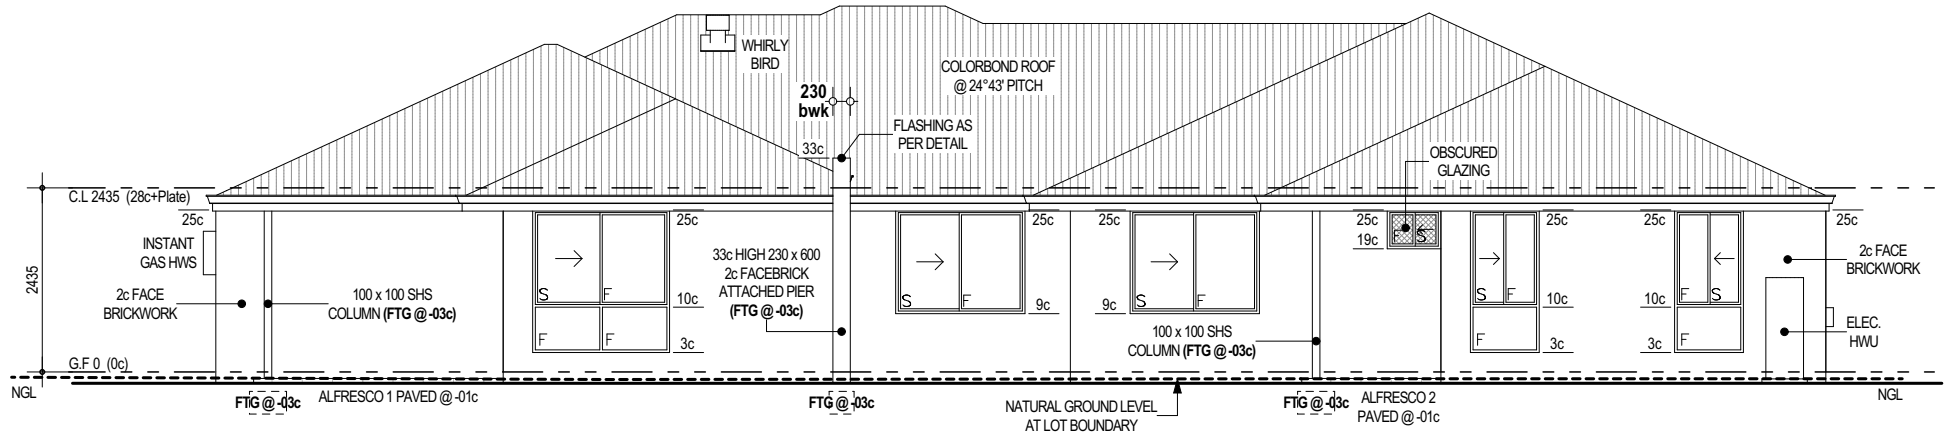 WHIRLY
BIRD
COLORBOND ROOF
@ 24°43' PITCH
230
bwk
FLASHING AS
PER DETAIL
33c
OBSCURED
GLAZING
C.L 2435 (28c+Plate)
25c
25c
25c
25c
25c
25c
25c
25c
19c
F
S
INSTANT
GAS HWS
2435
2c FACE
BRICKWORK
100 x 100 SHS
COLUMN (FTG @ -03c)
S
F
F
F
10c
3c
33c HIGH 230 x 600
2c FACEBRICK
ATTACHED PIER
(FTG @ -03c)
S
F
9c
9c
S
F
100 x 100 SHS
COLUMN (FTG @ -03c)
S
F
F
10c
3c
10c
3c
F
S
F
2c FACE
BRICKWORK
ELEC.
HWU
G.F 0 (0c)
NGL
NGL
FTG @ -03c
ALFRESCO 1 PAVED @ -01c
FTG @ -03c
NATURAL GROUND LEVEL
AT LOT BOUNDARY
FTG @ -03c
ALFRESCO 2
PAVED @ -01c